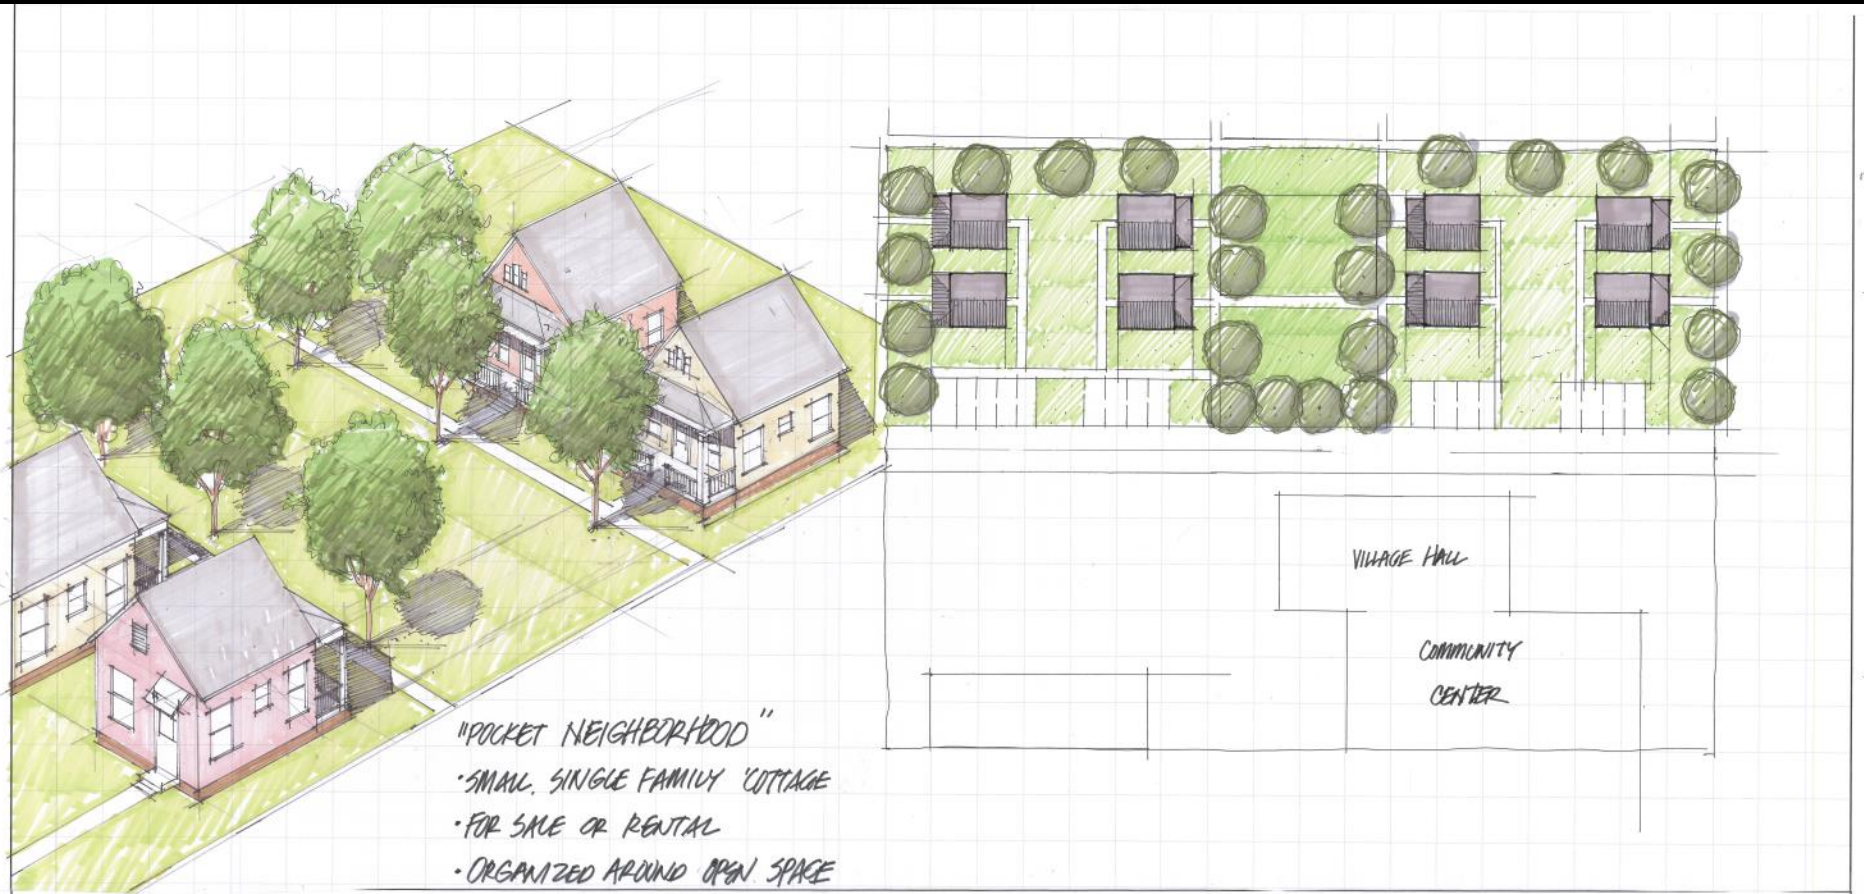 "POCKET NEIGHBORHOOD"
· SMALL, SINGLE FAMILY 'COTTAGE
· FOR SALE OR RENTAL
· ORGANIZED AROUND OPEN SPACE
VILLAGE HALL
COMMUNITY
CENTER